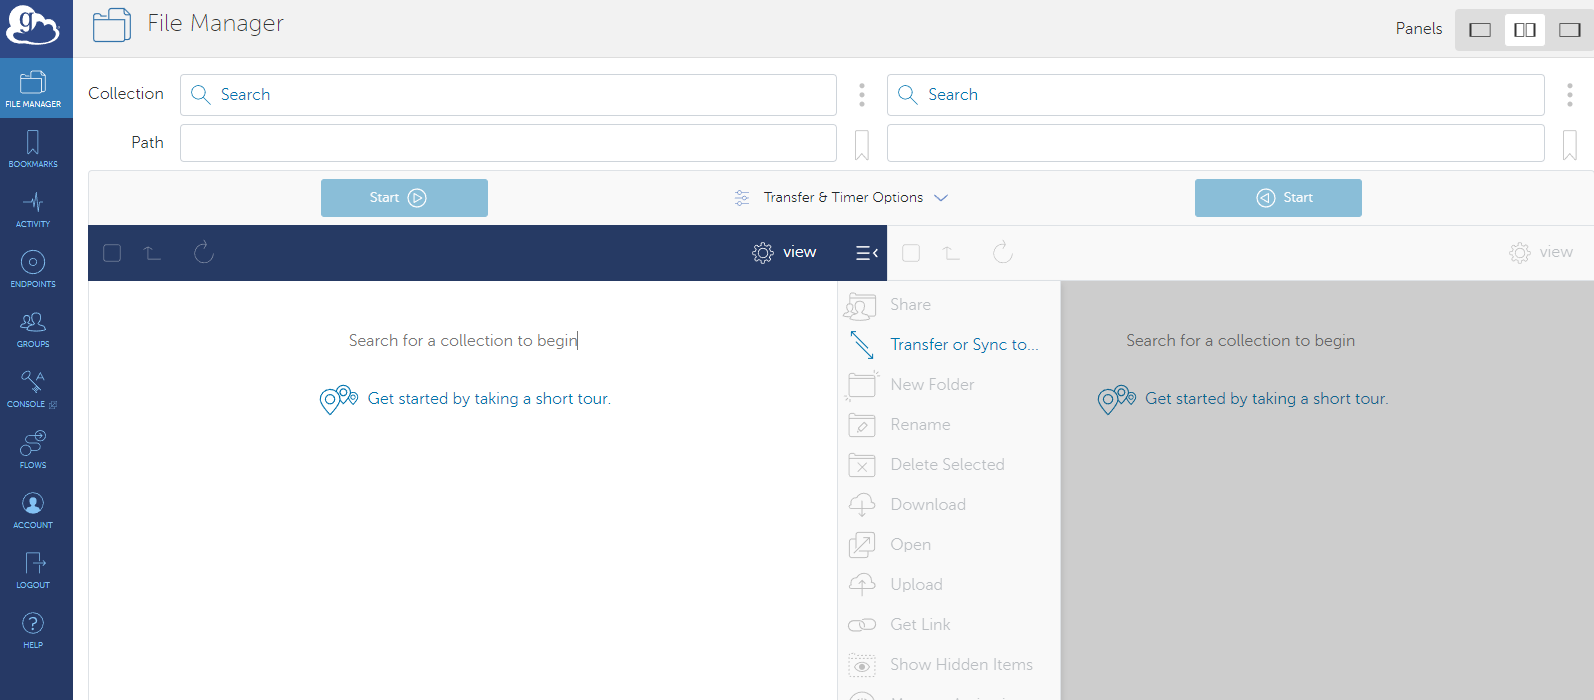 g
File Manager
Panels
FILE MANAGER
BOOKMARKS
ACTIVITY
ENDPOINTS
GROUPS
CONSOLE
FLOWS
ACCOUNT
LOGOUT
HELP
Collection
Search
Search
Path
Start
Transfer & Timer Options
Start
view
view
Search for a collection to begin
Get started by taking a short tour.
Share
Transfer or Sync to...
New Folder
Rename
Delete Selected
Download
Open
Upload
Get Link
Show Hidden Items
Search for a collection to begin
Get started by taking a short tour.